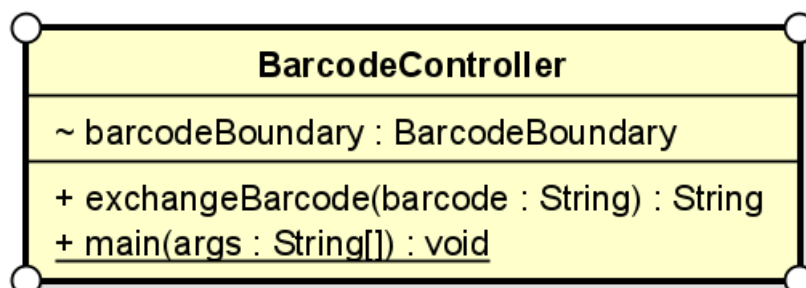 BarcodeController
~ barcodeBoundary : BarcodeBoundary
+ exchangeBarcode(barcode : String) : String
+ main(args : String[]) : void